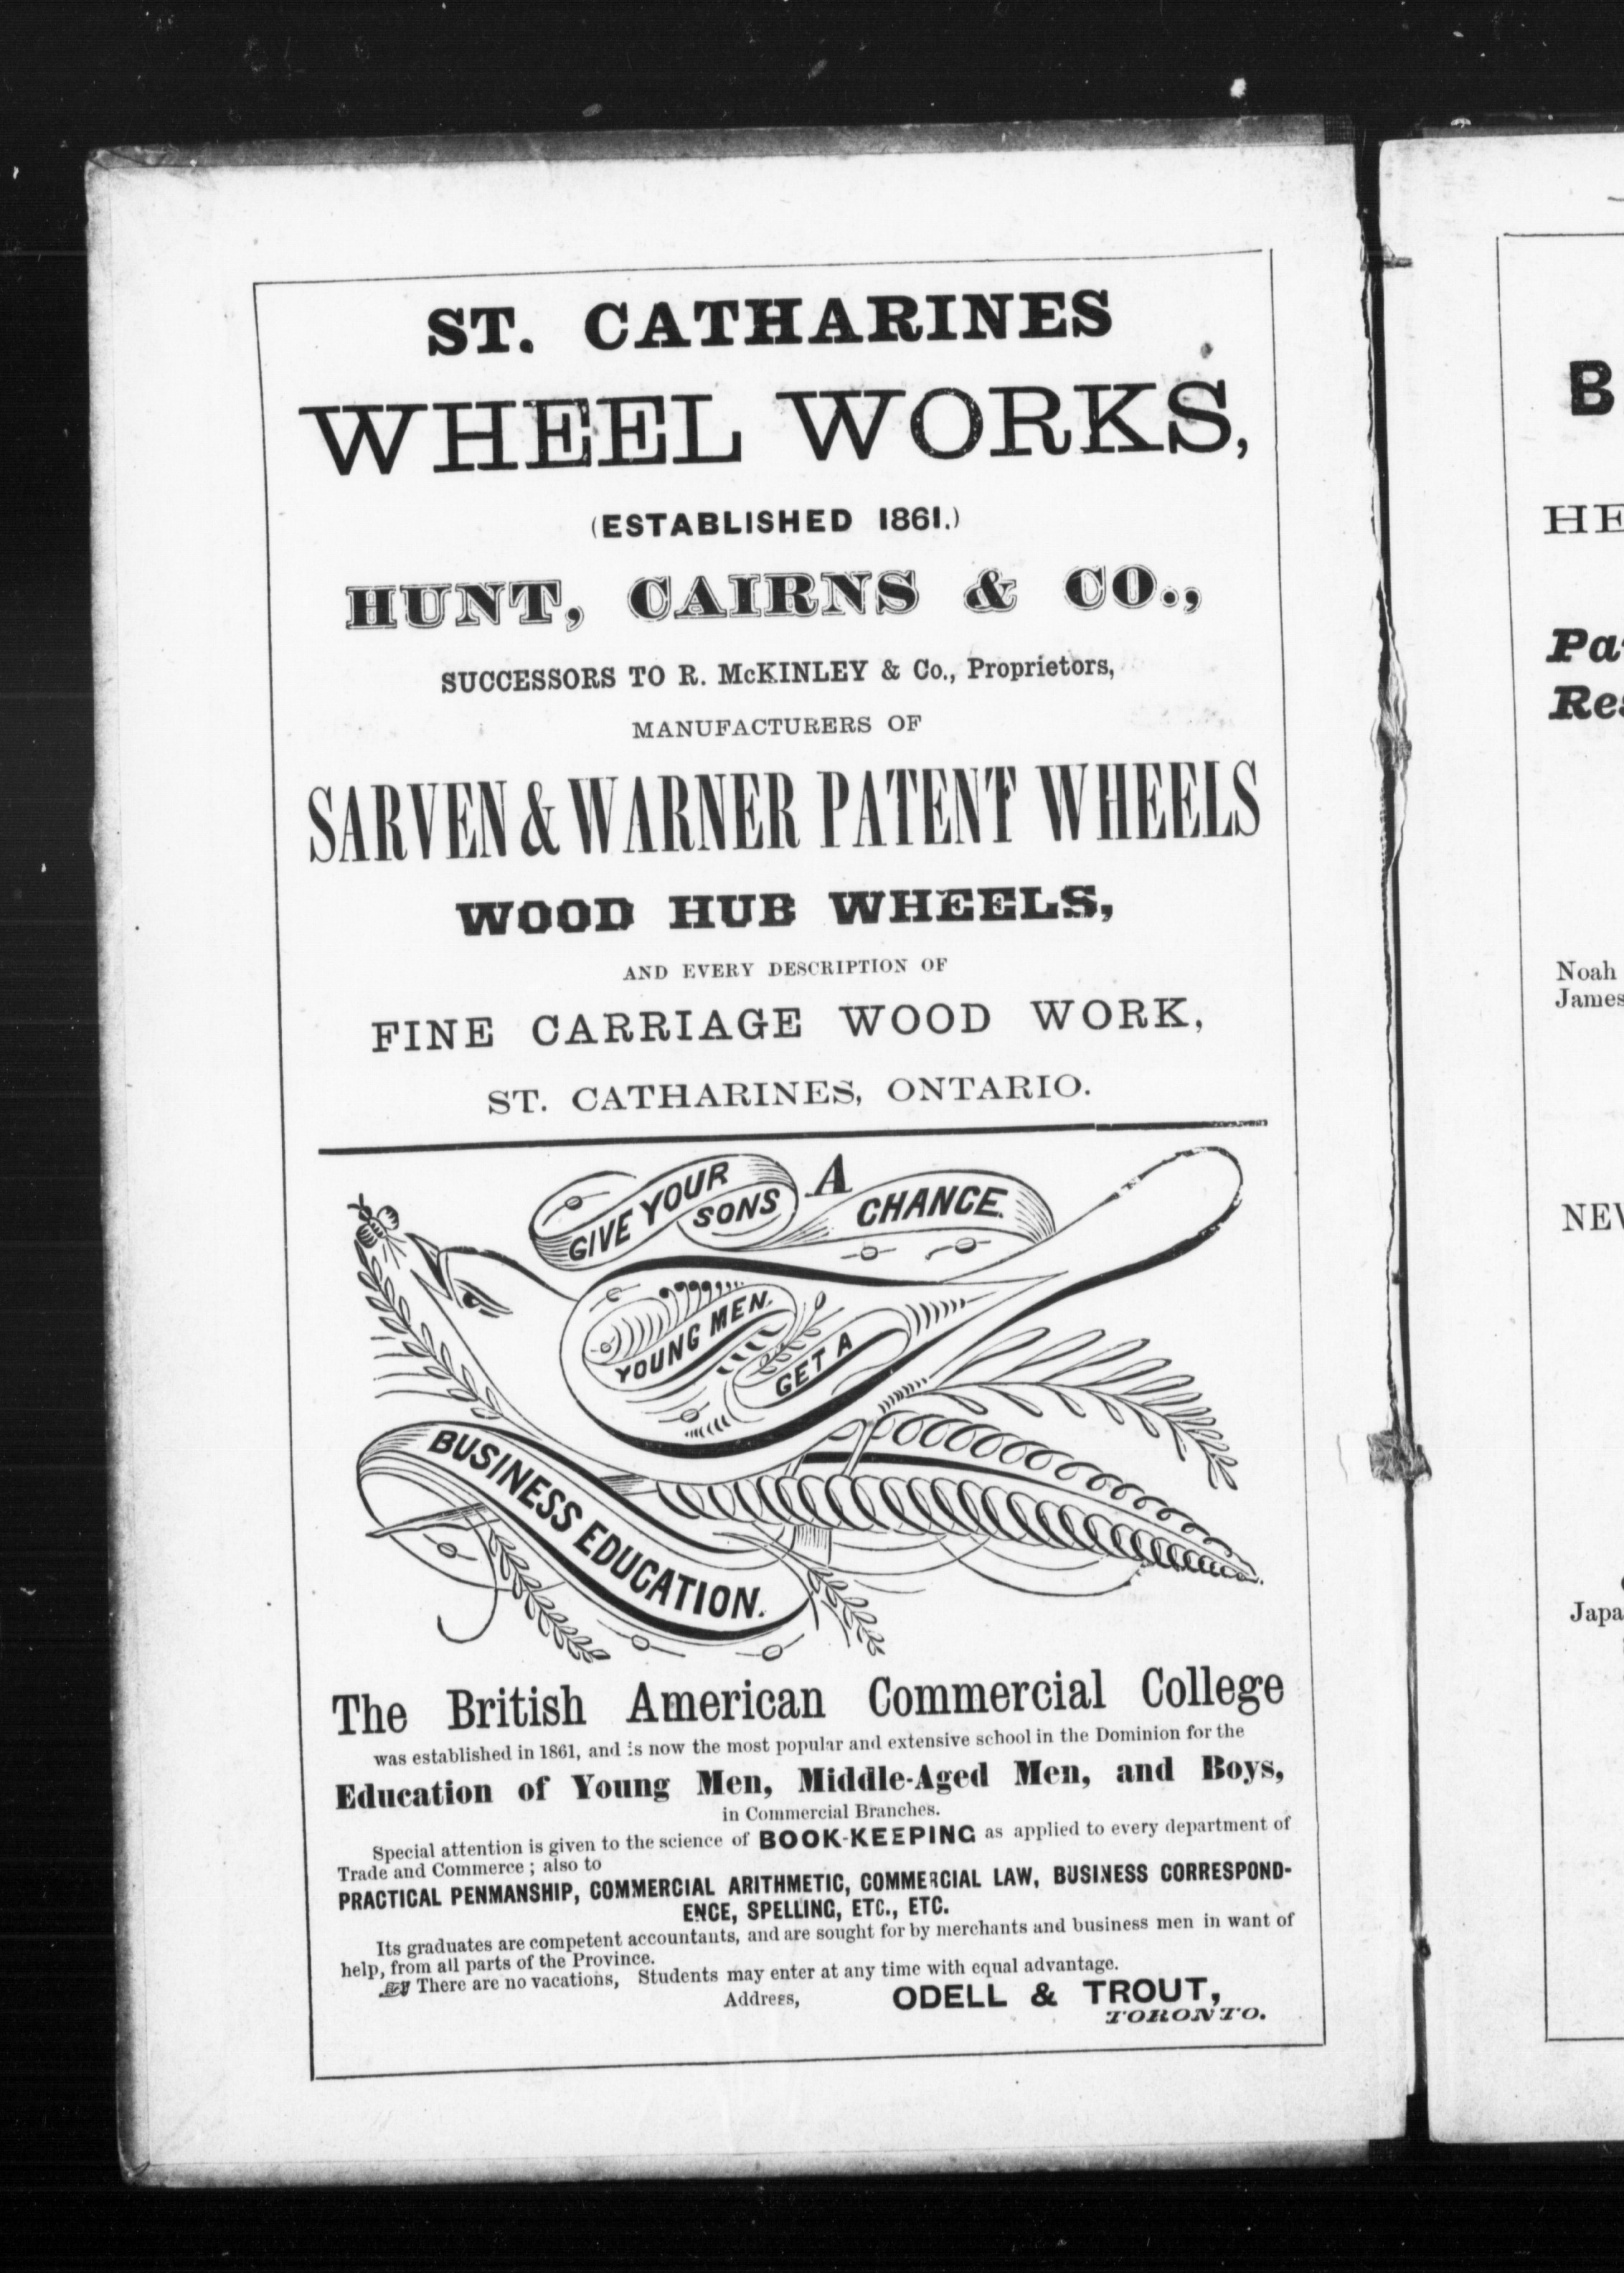 ST. CATHARINES
WHEEL WORKS,
(ESTABLISHED 1861.)
HUNT, CAIRNS & CO.,
SUCCESSORS TO R. McKINLEY & Co., Proprietors,
MANUFACTURERS OF
SARVEN & WARNER PATENT WHEELS
WOOD HUB WHEELS,
AND EVERY DESCRIPTION OF
FINE CARRIAGE WOOD WORK,
ST. CATHARINES, ONTARIO.
GIVE YOUR
SONS
A
CHANCE.
YOUNG MEN.
GET A
BUSINESS EDUCATION.
The British American Commercial College
was established in 1861, and is now the most popular and extensive school in the Dominion for the
Education of Young Men, Middle-Aged Men, and Boys,
in Commercial Branches.
Special attention is given to the science of BOOK-KEEPING as applied to every department of
Trade and Commerce ; also to
PRACTICAL PENMANSHIP, COMMERCIAL ARITHMETIC, COMMERCIAL LAW, BUSINESS CORRESPOND-
ENCE, SPELLING, ETC., ETC.
Its graduates are competent accountants, and are sought for by merchants and business men in want of
help, from all parts of the Province.
There are no vacations, Students may enter at any time with equal advantage.
Address, ODELL & TROUT,
TORONTO.
B
HE
Noah
James